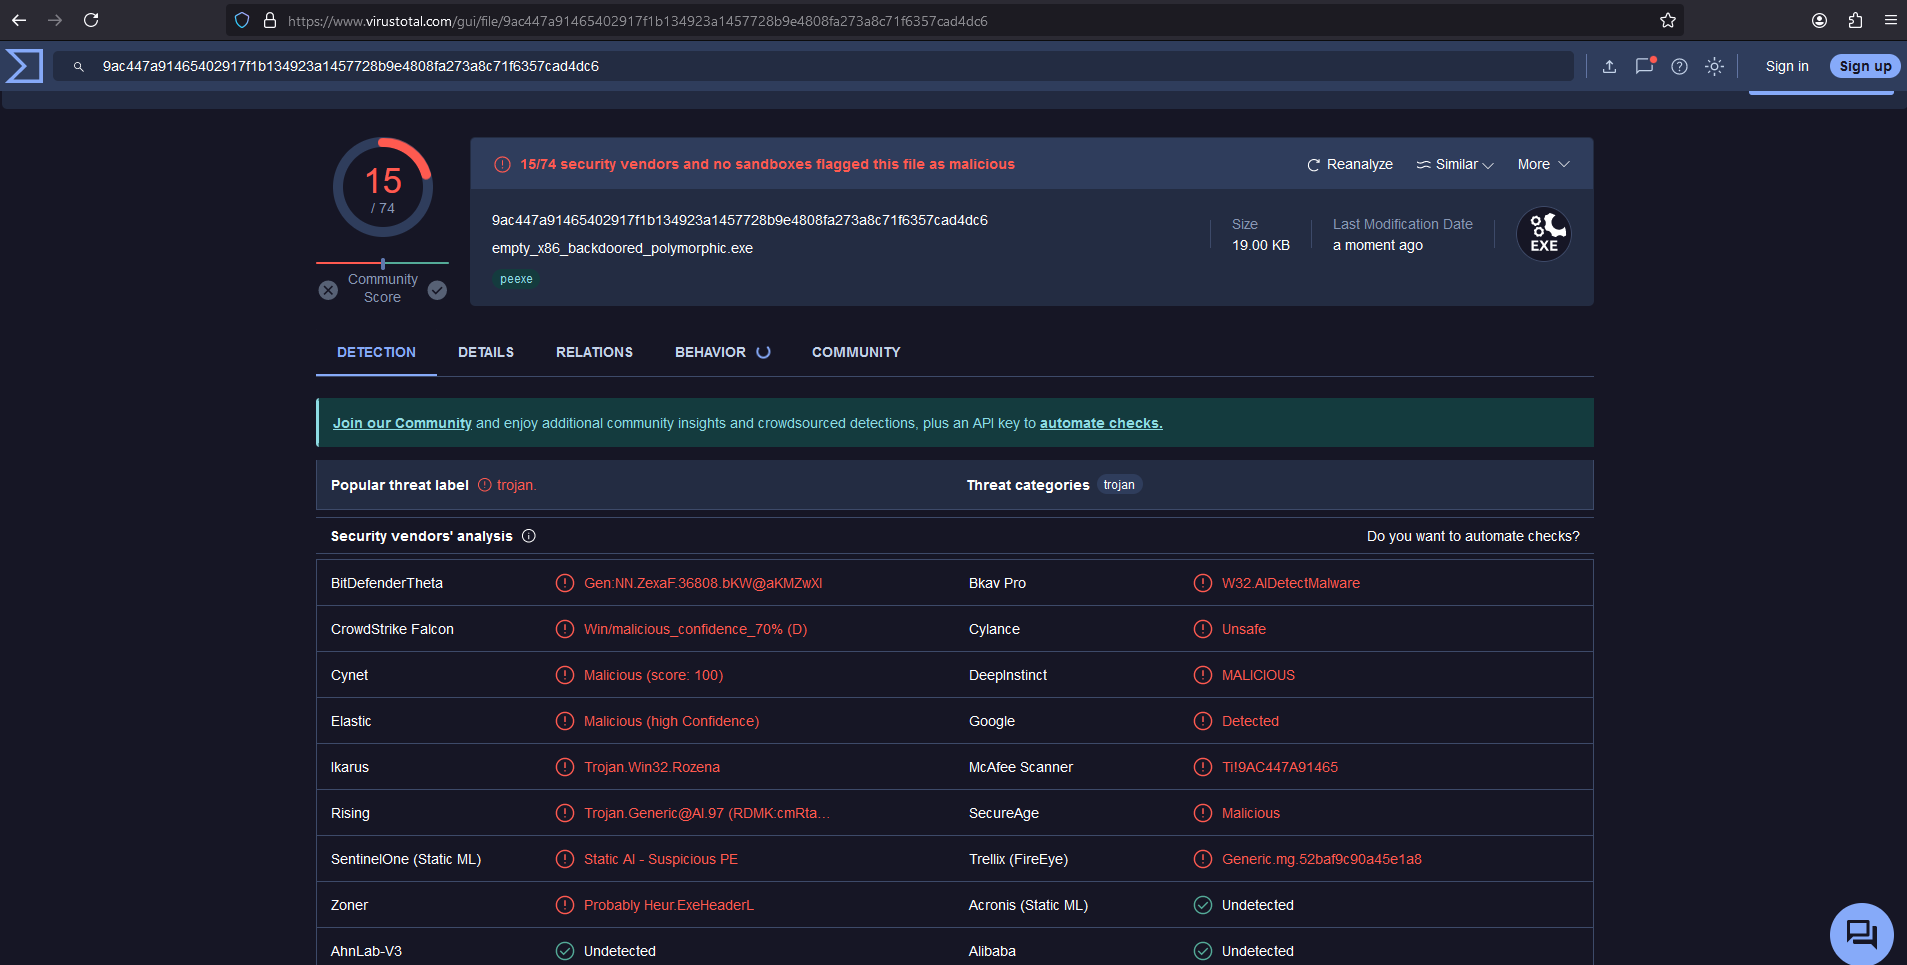 https://www.virustotal.com/gui/file/9ac447a91465402917f1b134923a1457728b9e4808fa273a8c71f6357cad4dc6
9ac447a91465402917f1b134923a1457728b9e4808fa273a8c71f6357cad4dc6
Sign in
Sign up
15
/ 74
Community
Score
15/74 security vendors and no sandboxes flagged this file as malicious
Reanalyze
Similar
More
9ac447a91465402917f1b134923a1457728b9e4808fa273a8c71f6357cad4dc6
empty_x86_backdoored_polymorphic.exe
peexe
Size
19.00 KB
Last Modification Date
a moment ago
EXE
DETECTION
DETAILS
RELATIONS
BEHAVIOR
COMMUNITY
Join our Community and enjoy additional community insights and crowdsourced detections, plus an API key to automate checks.
Popular threat label trojan.
Threat categories trojan
Security vendors' analysis
Do you want to automate checks?
BitDefenderTheta Gen:NN.ZexaF.36808.bKW@aKMZwXl
Bkav Pro W32.AIDetectMalware
CrowdStrike Falcon Win/malicious_confidence_70% (D)
Cylance Unsafe
Cynet Malicious (score: 100)
DeepInstinct MALICIOUS
Elastic Malicious (high Confidence)
Google Detected
Ikarus Trojan.Win32.Rozena
McAfee Scanner Ti!9AC447A91465
Rising Trojan.Generic@AI.97 (RDMK:cmRta...
SecureAge Malicious
SentinelOne (Static ML) Static AI - Suspicious PE
Trellix (FireEye) Generic.mg.52baf9c90a45e1a8
Zoner Probably Heur.ExeHeaderL
Acronis (Static ML) Undetected
AhnLab-V3 Undetected
Alibaba Undetected